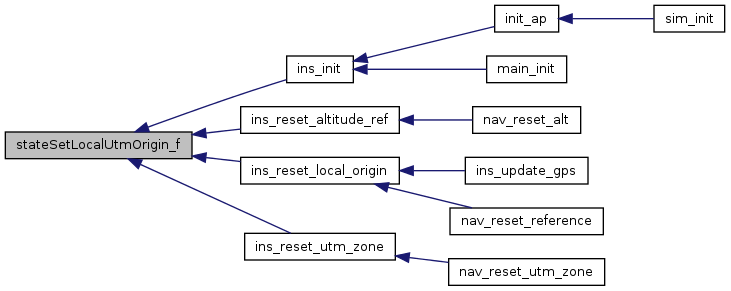 init_ap
sim_init
ins_init
main_init
ins_reset_altitude_ref
nav_reset_alt
stateSetLocalUtmOrigin_f
ins_reset_local_origin
ins_update_gps
nav_reset_reference
ins_reset_utm_zone
nav_reset_utm_zone